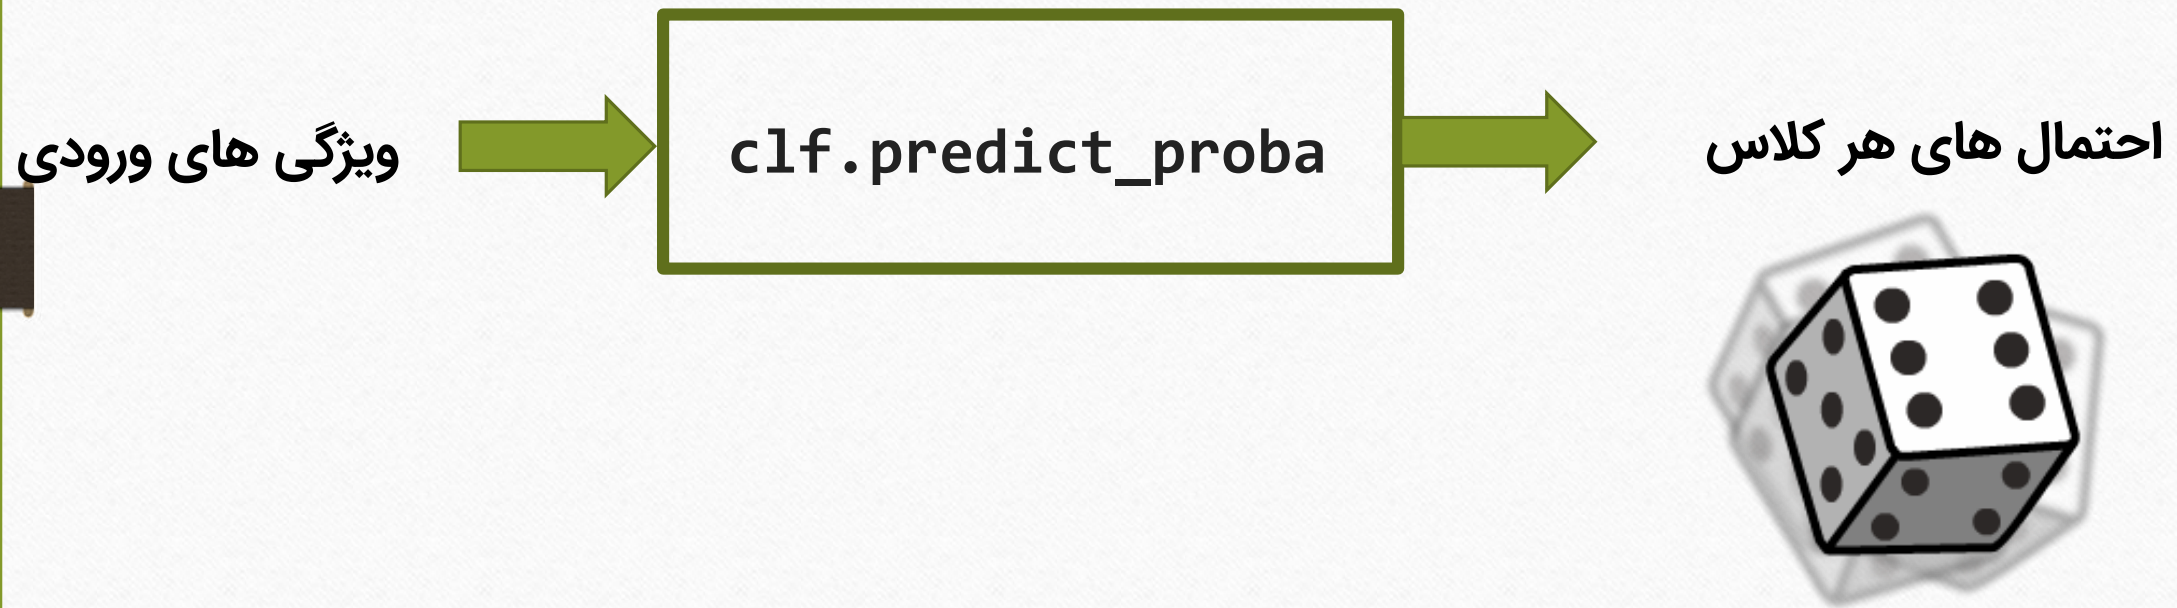 ویژگی های ورودی
clf.predict_proba
احتمال های هر کلاس